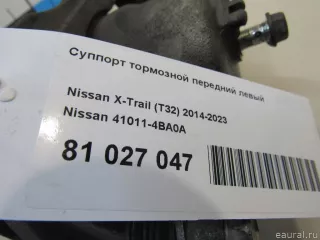 Суппорт тормозной передний левый
Nissan X-Trail (T32) 2014-2023
Nissan 41011-4BA0A
81 027 047
eaural.ru